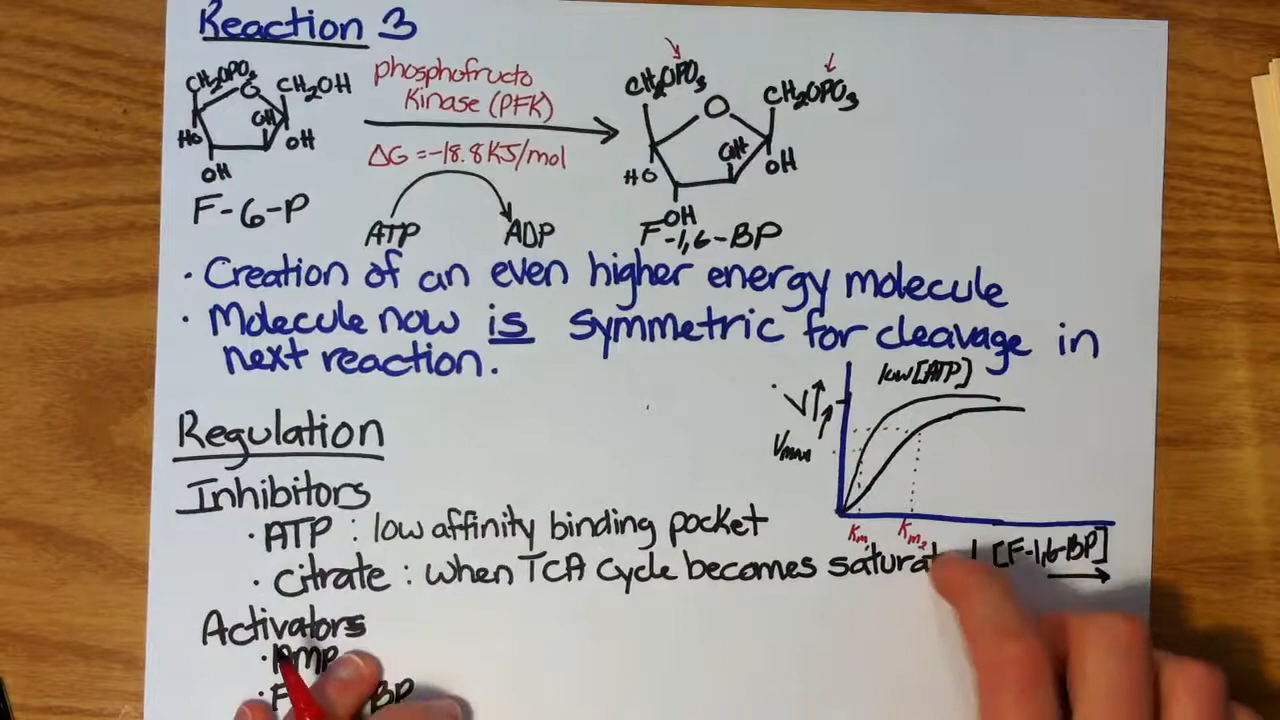 Reaction 3
CH2OPO3 O CH2OH
HO OH OH
OH
F-6-P
phosphofructo
Kinase (PFK)
ΔG = -18.8 KJ/mol
ATP ADP
CH2OPO3 O CH2OPO3
HO OH OH
OH
F-1,6-BP
· Creation of an even higher energy molecule
· Molecule now is symmetric for cleavage in
next reaction.
low [ATP]
V
Vmax
Km Km2
[F-1,6-BP]
Regulation
Inhibitors
· ATP : low affinity binding pocket
· Citrate : when TCA Cycle becomes
Activators
· AMP
· F BP